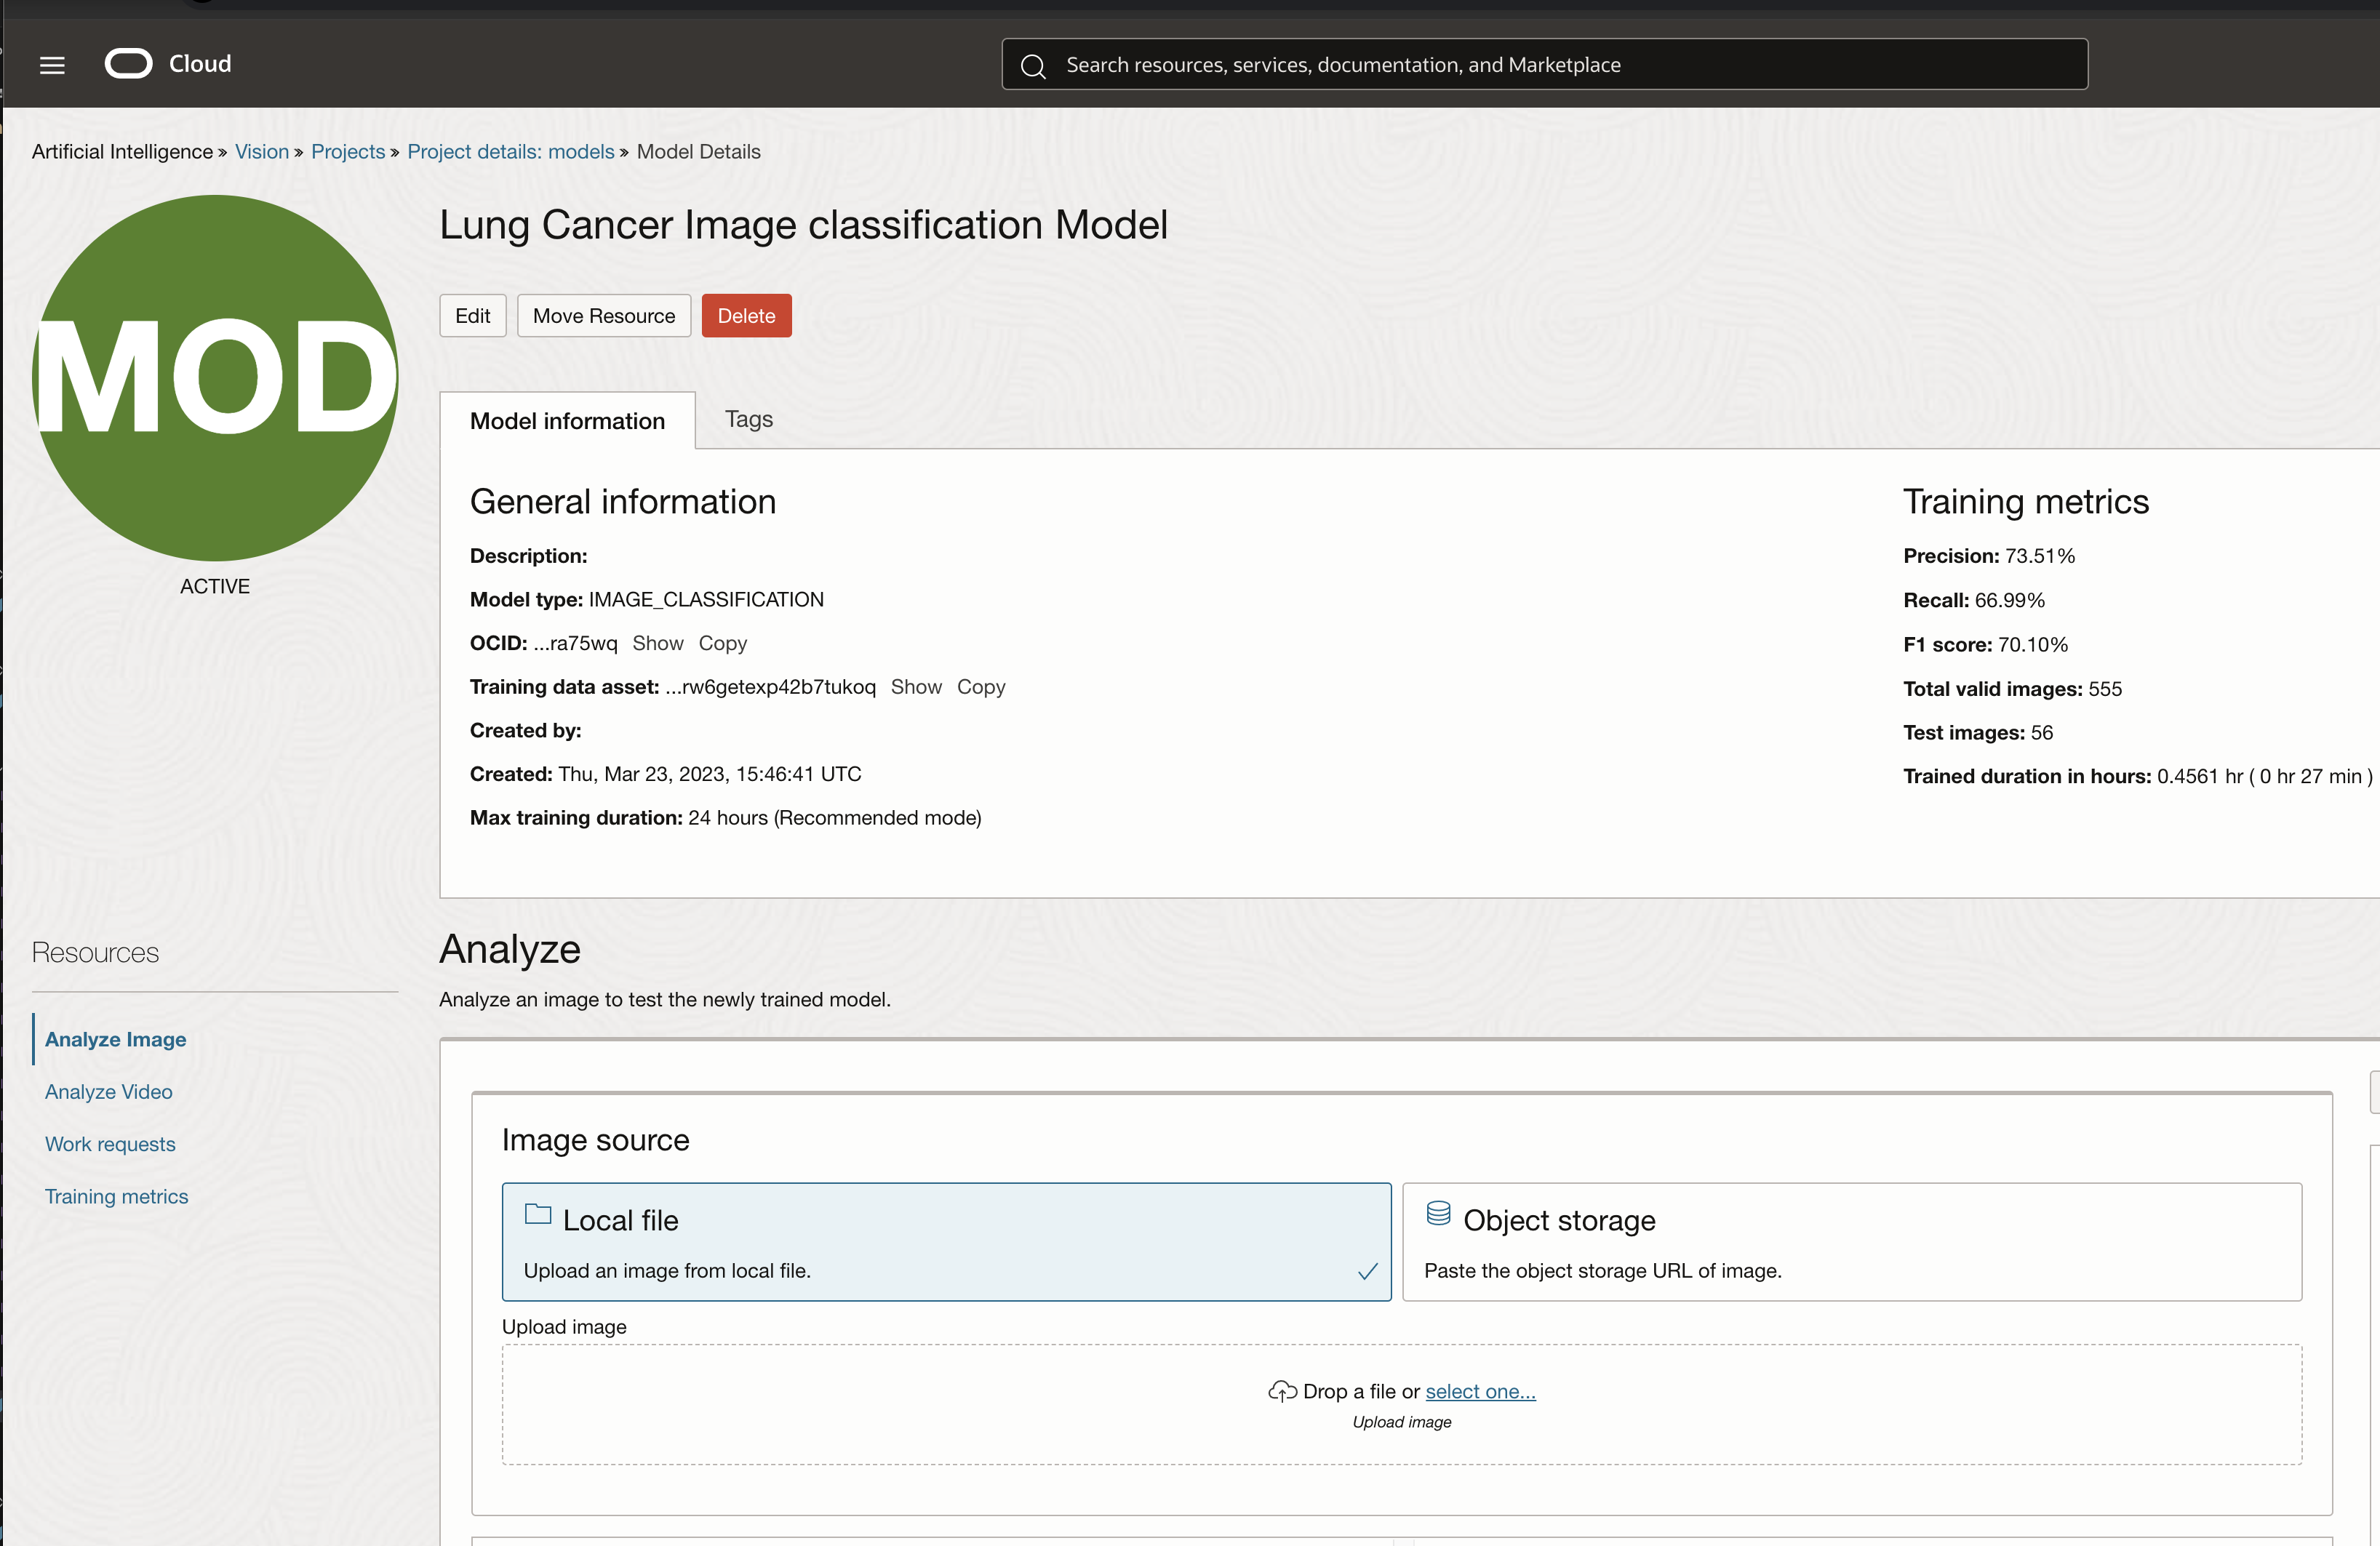 Cloud
Search resources, services, documentation, and Marketplace
Artificial Intelligence » Vision » Projects » Project details: models » Model Details
MOD
ACTIVE
Lung Cancer Image classification Model
Edit Move Resource Delete
Model information Tags
General information
Description:
Model type: IMAGE_CLASSIFICATION
OCID: ...ra75wq Show Copy
Training data asset: ...rw6getexp42b7tukoq Show Copy
Created by:
Created: Thu, Mar 23, 2023, 15:46:41 UTC
Max training duration: 24 hours (Recommended mode)
Training metrics
Precision: 73.51%
Recall: 66.99%
F1 score: 70.10%
Total valid images: 555
Test images: 56
Trained duration in hours: 0.4561 hr ( 0 hr 27 min )
Resources
Analyze Image
Analyze Video
Work requests
Training metrics
Analyze
Analyze an image to test the newly trained model.
Image source
Local file
Upload an image from local file.
Object storage
Paste the object storage URL of image.
Upload image
Drop a file or select one...
Upload image